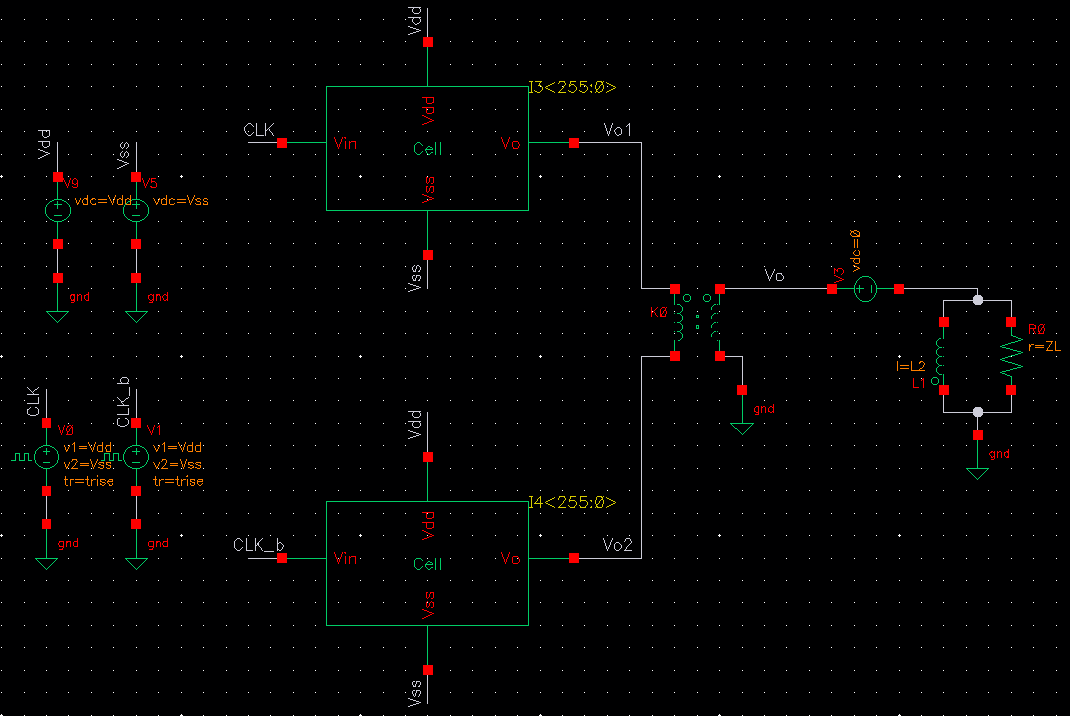 Vdd
I3<255:0>
Vdd
CLK
Vin
Cell
Vo
Vo1
Vss
Vss
Vdd
V9
vdc=Vdd
gnd
Vss
V5
vdc=Vss
gnd
K0
gnd
Vo
V3
vdc=0
l=L2
L1
R0
r=ZL
gnd
CLK
V0
v1=Vdd
v2=Vss
tr=trise
gnd
CLK_b
V1
v1=Vdd
v2=Vss
tr=trise
gnd
Vdd
I4<255:0>
Vdd
CLK_b
Vin
Cell
Vo
Vo2
Vss
Vss